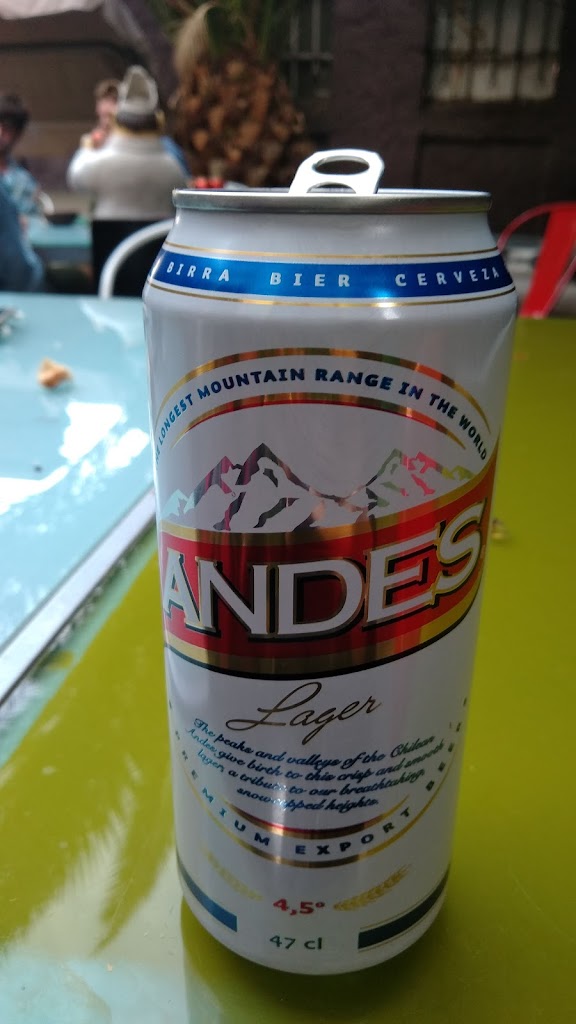 BIRRA BIER CERVEZA
LONGEST MOUNTAIN RANGE IN THE WORLD
ANDES
Lager
The peaks and valleys of the Chilean
Andes give birth to this crisp and smooth
lager, a tribute to our breathtaking,
snowcapped heights.
PREMIUM EXPORT BEER
4,5°
47 cl